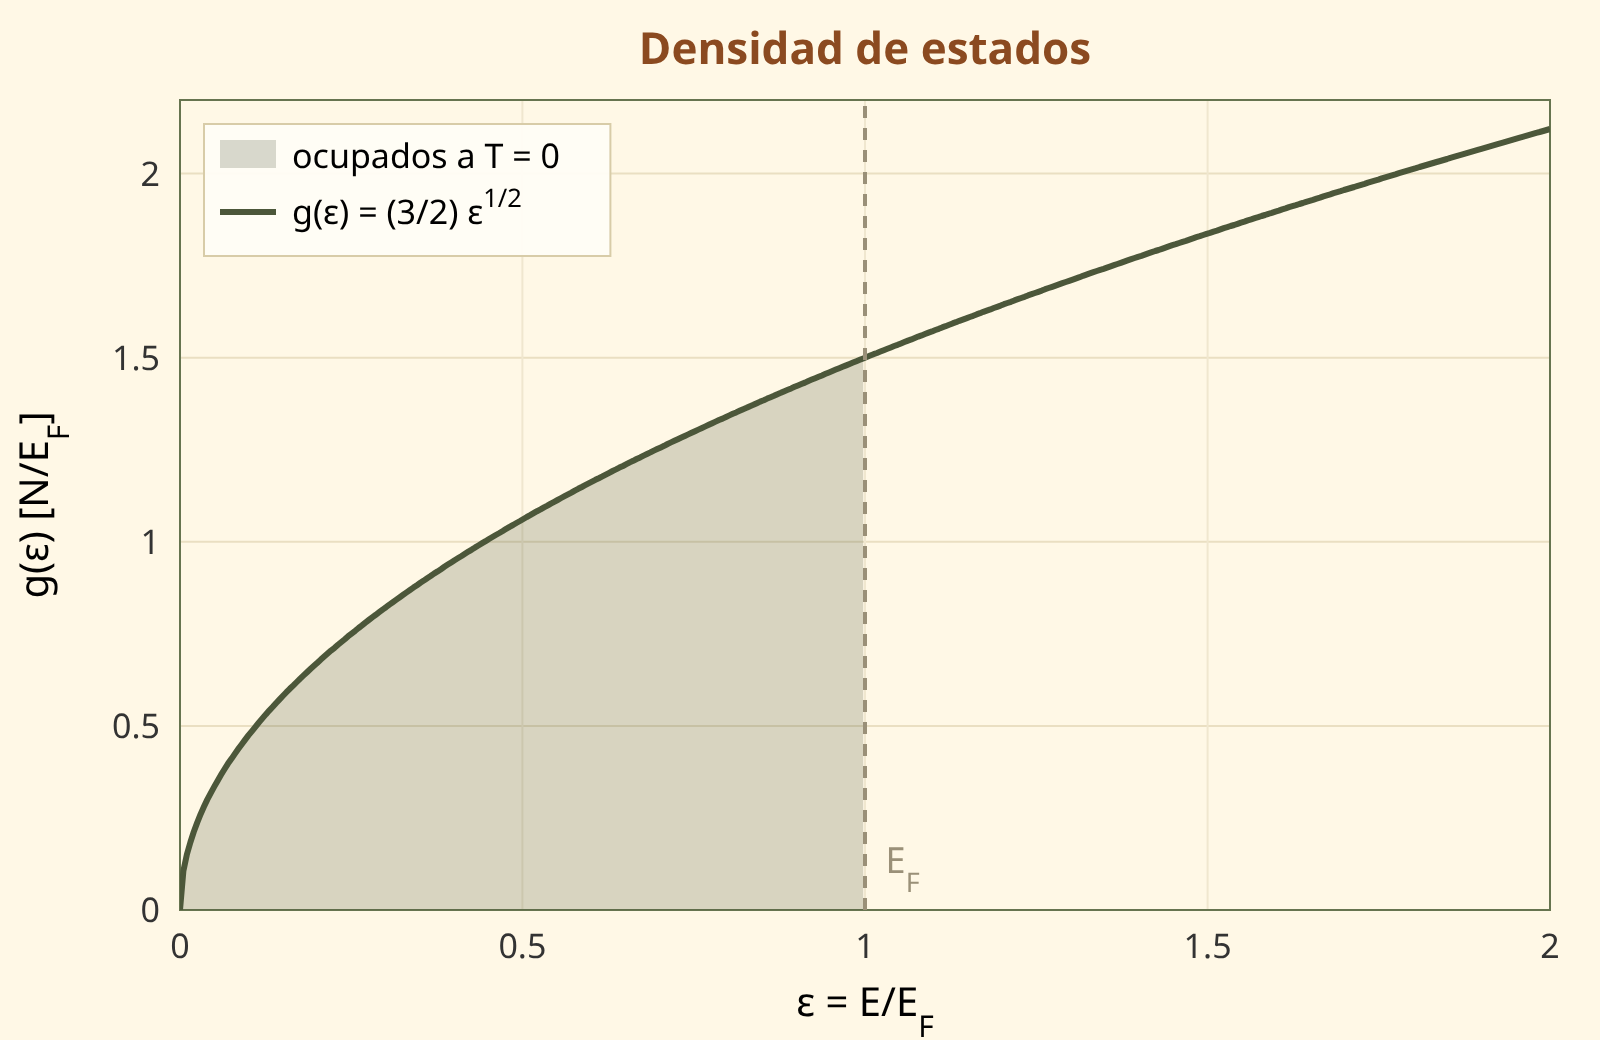 Densidad de estados
ocupados a T = 0
g(ε) = (3/2) ε^1/2
2
1.5
1
0.5
0
g(ε) [N/E_F]
E_F
0
0.5
1
1.5
2
ε = E/E_F